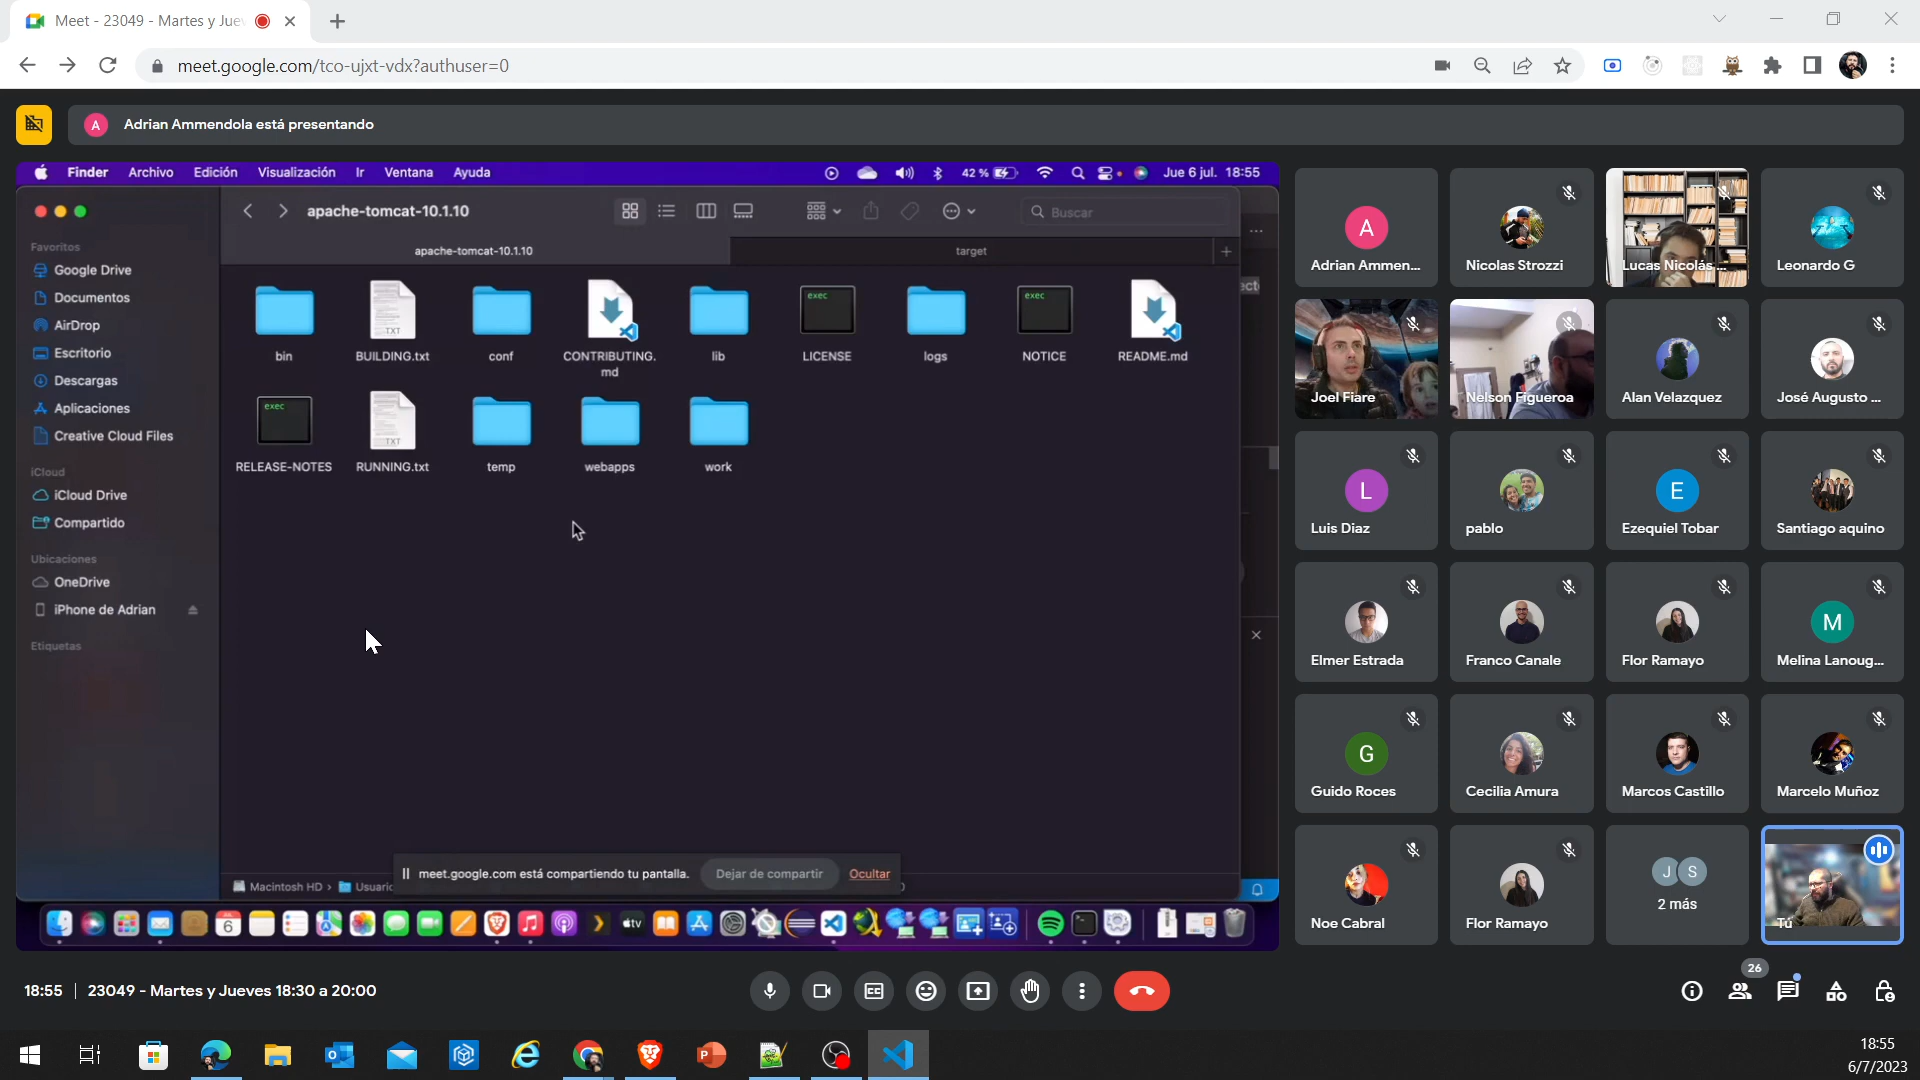 Meet - 23049 - Martes y Juev
meet.google.com/tco-ujxt-vdx?authuser=0
A
Adrian Ammendola está presentando
Finder Archivo Edición Visualización Ir Ventana Ayuda
42 %
Jue 6 jul. 18:55
apache-tomcat-10.1.10
Buscar
apache-tomcat-10.1.10
target
Favoritos
Google Drive
Documentos
AirDrop
Escritorio
Descargas
Aplicaciones
Creative Cloud Files
iCloud
iCloud Drive
Compartido
Ubicaciones
OneDrive
iPhone de Adrian
Etiquetas
exec
exec
TXT
bin
BUILDING.txt
conf
CONTRIBUTING.
md
lib
LICENSE
logs
NOTICE
README.md
exec
TXT
RELEASE-NOTES
RUNNING.txt
temp
webapps
work
Macintosh HD
Usuario
meet.google.com está compartiendo tu pantalla.
Dejar de compartir
Ocultar
6
tv
A
Adrian Ammen...
Nicolas Strozzi
Lucas Nicolás ...
Leonardo G
Joel Fiare
Nelson Figueroa
Alan Velazquez
José Augusto ...
L
Luis Diaz
pablo
E
Ezequiel Tobar
Santiago aquino
Elmer Estrada
Franco Canale
Flor Ramayo
M
Melina Lanoug...
G
Guido Roces
Cecilia Amura
Marcos Castillo
Marcelo Muñoz
Noe Cabral
Flor Ramayo
J S
2 más
Tú
18:55 | 23049 - Martes y Jueves 18:30 a 20:00
26
18:55
6/7/2023